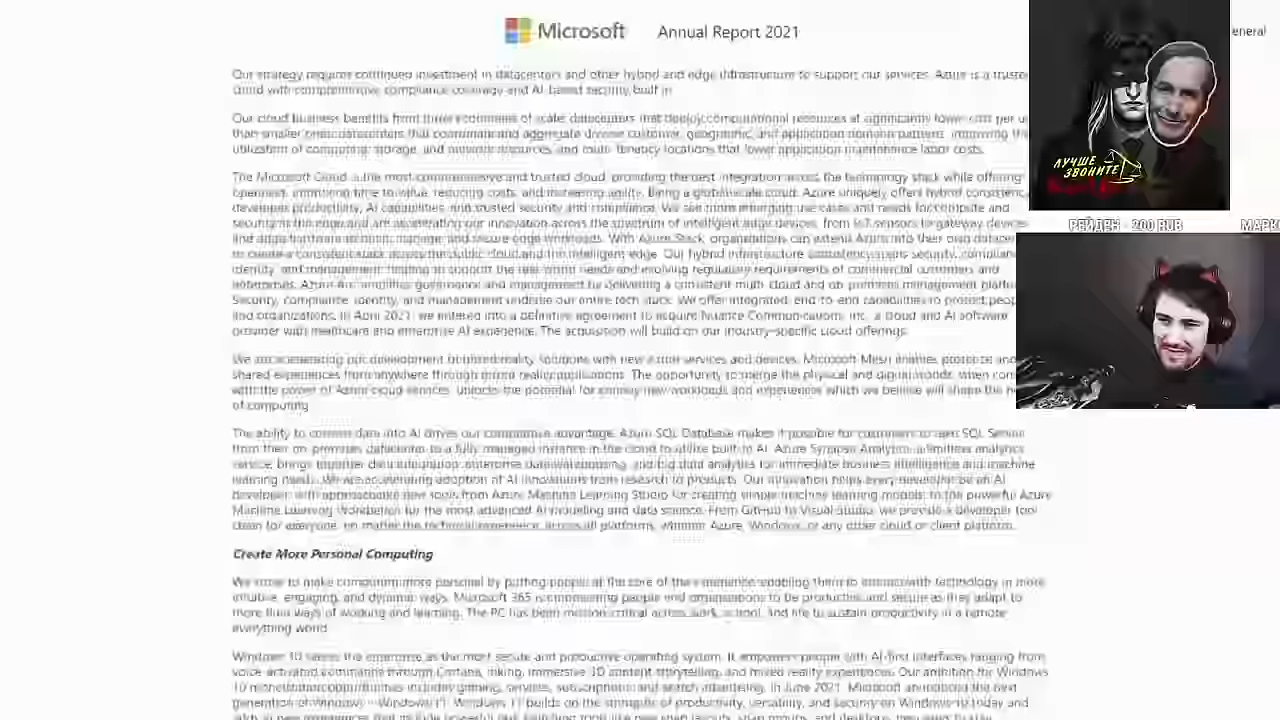 Microsoft Annual Report 2021
eneral
Our strategy requires continued investment in datacenters and other hybrid and edge infrastructure to support our services. Azure is a truste
cloud with comprehensive compliance coverage and AI-based security built in.
Our cloud business benefits from three economies of scale: datacenters that deploy computational resources at significantly lower cost per u
than smaller ones; datacenters that coordinate and aggregate diverse customer, geographic, and application demand patterns, improving the
utilization of computing, storage, and network resources; and multi-tenancy locations that lower application maintenance labor costs.
The Microsoft Cloud is the most comprehensive and trusted cloud, providing the best integration across the technology stack while offering
openness, improving time to value, reducing costs, and increasing agility. Being a global-scale cloud, Azure uniquely offers hybrid consistenc
developer productivity, AI capabilities, and trusted security and compliance. We see more emerging use cases and needs for compute and
security at the edge and are accelerating our innovation across the spectrum of intelligent edge devices, from IoT sensors to gateway devices
and edge hardware to build, manage, and secure edge workloads. With Azure Stack, organizations can extend Azure into their own datacen
to create a consistent stack across the public cloud and the intelligent edge. Our hybrid infrastructure consistency spans security, complianc
identity, and management, helping to support the real-world needs and evolving regulatory requirements of commercial customers and
enterprises. Azure Arc simplifies governance and management by delivering a consistent multi-cloud and on-premises management platfor
Security, compliance, identity, and management underlie our entire tech stack. We offer integrated, end-to-end capabilities to protect peop
and organizations. In April 2021, we entered into a definitive agreement to acquire Nuance Communications, Inc., a cloud and AI software
provider with healthcare and enterprise AI experience. The acquisition will build on our industry-specific cloud offerings.
We are accelerating our development of mixed reality solutions with new Azure services and devices. Microsoft Mesh enables presence and
shared experiences from anywhere through mixed reality applications. The opportunity to merge the physical and digital worlds, when com
with the power of Azure cloud services, unlocks the potential for entirely new workloads and experiences which we believe will shape the n
of computing.
The ability to convert data into AI drives our competitive advantage. Azure SQL Database makes it possible for customers to take SQL Server
from their on-premises datacenter to a fully managed instance in the cloud to utilize built-in AI. Azure Synapse Analytics, a limitless analytics
service, brings together data integration, enterprise data warehousing, and big data analytics for immediate business intelligence and machine
learning needs. We are accelerating adoption of AI innovations from research to products. Our innovation helps every developer be an AI
developer, with approachable new tools from Azure Machine Learning Studio for creating simple machine learning models, to the powerful Azure
Machine Learning Workbench for the most advanced AI modeling and data science. From GitHub to Visual Studio, we provide a developer tool
chain for everyone, no matter the technical experience, across all platforms, whether Azure, Windows, or any other cloud or client platform.
Create More Personal Computing
We strive to make computing more personal by putting people at the core of the experience, enabling them to interact with technology in more
intuitive, engaging, and dynamic ways. Microsoft 365 is empowering people and organizations to be productive and secure as they adapt to
more fluid ways of working and learning. The PC has been mission-critical across work, school, and life to sustain productivity in a remote
everything world.
Windows 10 serves the enterprise as the most secure and productive operating system. It empowers people with AI-first interfaces ranging from
voice-activated commands through Cortana, inking, immersive 3D content storytelling, and mixed reality experiences. Our ambition for Windows
10 monetization opportunities includes gaming, services, subscriptions, and search advertising. In June 2021, Microsoft announced the next
generation of Windows – Windows 11. Windows 11 builds on the strengths of productivity, versatility, and security on Windows 10 today and
ЛУЧШЕ
ЗВОНИТЕ
РЕЙДЕН - 200 RUB МАРК